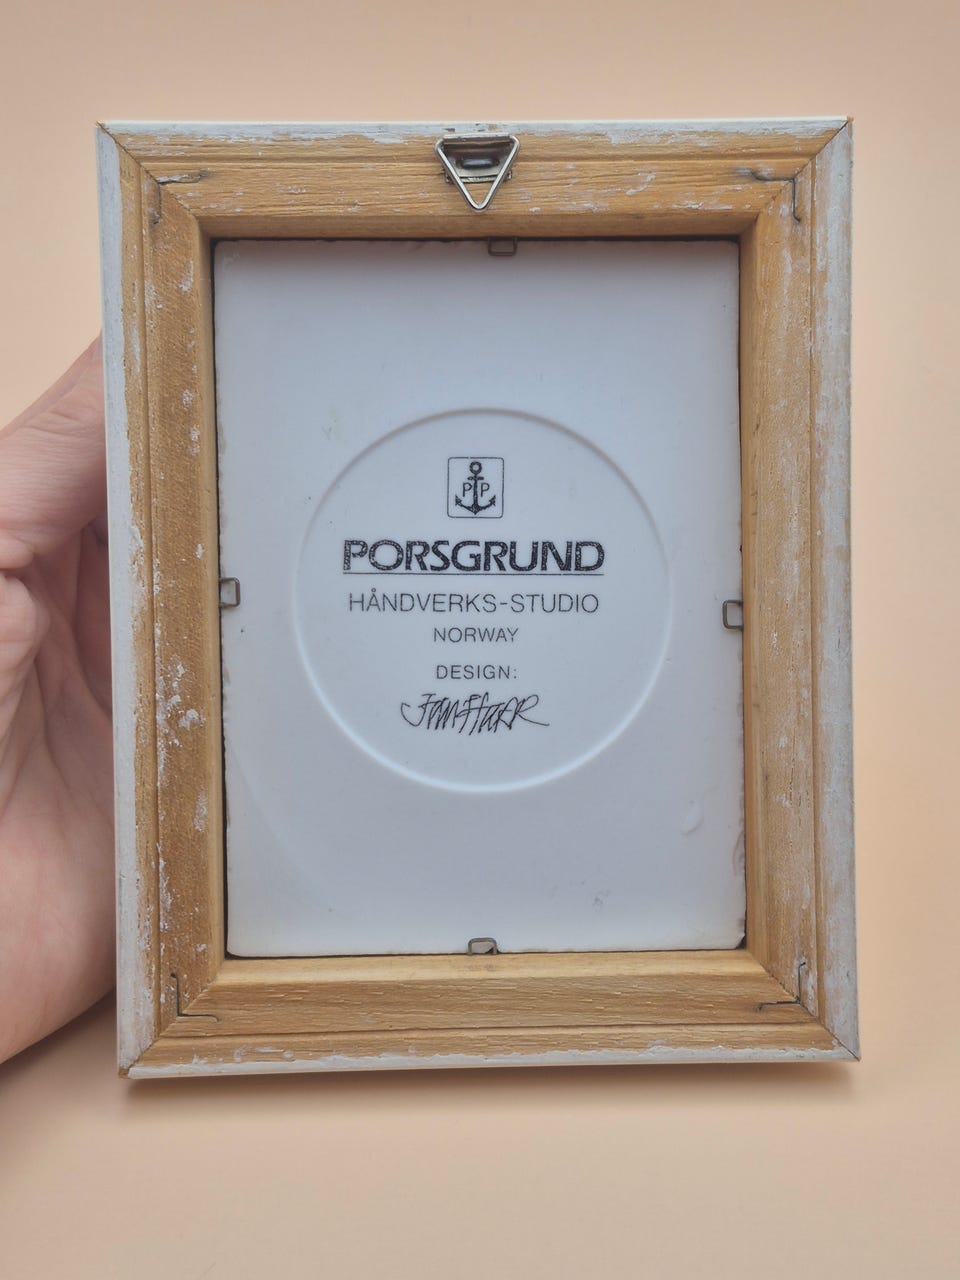 P P
PORSGRUND
HÅNDVERKS-STUDIO
NORWAY
DESIGN: